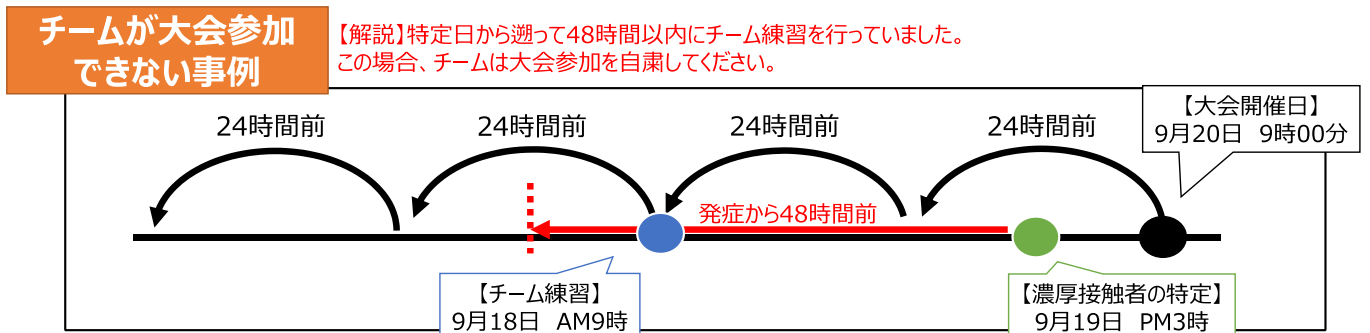 チームが大会参加
できない事例
【解説】特定日から遡って48時間以内にチーム練習を行っていました。
この場合、チームは大会参加を自粛してください。
【大会開催日】
9月20日 9時00分
24時間前
24時間前
24時間前
24時間前
発症から48時間前
【チーム練習】
9月18日 AM9時
【濃厚接触者の特定】
9月19日 PM3時